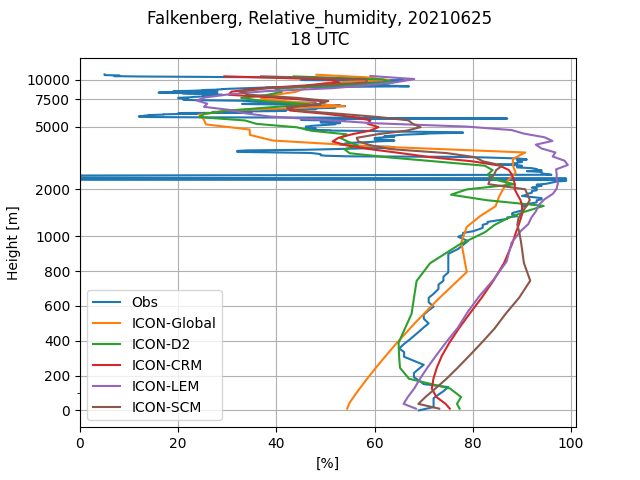 Falkenberg, Relative_humidity, 20210625
18 UTC
10000
7500
5000
2000
1000
800
600
400
200
0
Height [m]
Obs
ICON-Global
ICON-D2
ICON-CRM
ICON-LEM
ICON-SCM
0 20 40 60 80 100
[%]